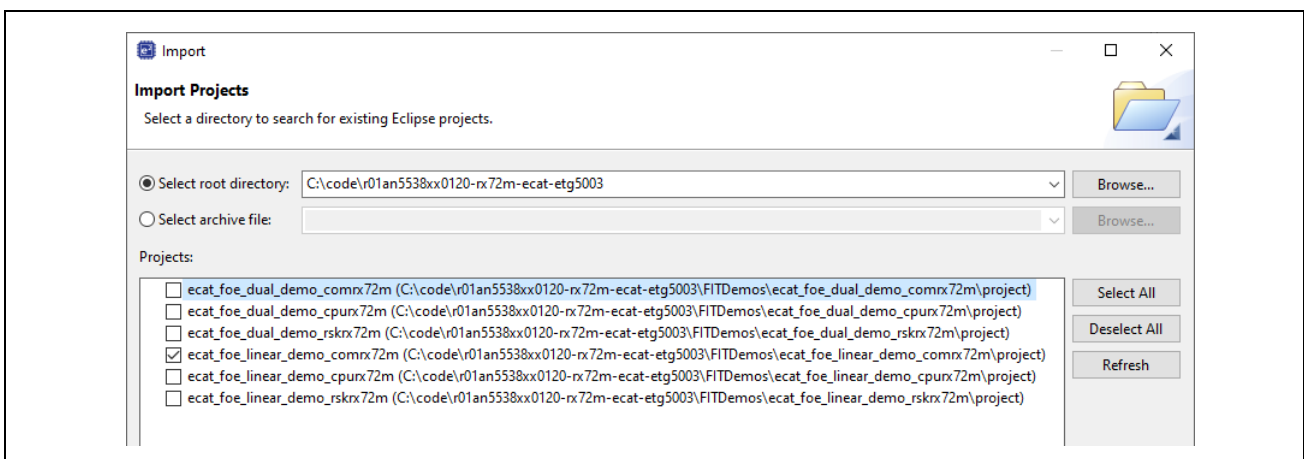 Import
Import Projects
Select a directory to search for existing Eclipse projects.
Select root directory: C:\code\r01an5538xx0120-rx72m-ecat-etg5003 Browse...
Select archive file: Browse...
Projects:
ecat_foe_dual_demo_comrx72m (C:\code\r01an5538xx0120-rx72m-ecat-etg5003\FITDemos\ecat_foe_dual_demo_comrx72m\project) Select All
ecat_foe_dual_demo_cpurx72m (C:\code\r01an5538xx0120-rx72m-ecat-etg5003\FITDemos\ecat_foe_dual_demo_cpurx72m\project)
ecat_foe_dual_demo_rskrx72m (C:\code\r01an5538xx0120-rx72m-ecat-etg5003\FITDemos\ecat_foe_dual_demo_rskrx72m\project) Deselect All
ecat_foe_linear_demo_comrx72m (C:\code\r01an5538xx0120-rx72m-ecat-etg5003\FITDemos\ecat_foe_linear_demo_comrx72m\project)
ecat_foe_linear_demo_cpurx72m (C:\code\r01an5538xx0120-rx72m-ecat-etg5003\FITDemos\ecat_foe_linear_demo_cpurx72m\project) Refresh
ecat_foe_linear_demo_rskrx72m (C:\code\r01an5538xx0120-rx72m-ecat-etg5003\FITDemos\ecat_foe_linear_demo_rskrx72m\project)